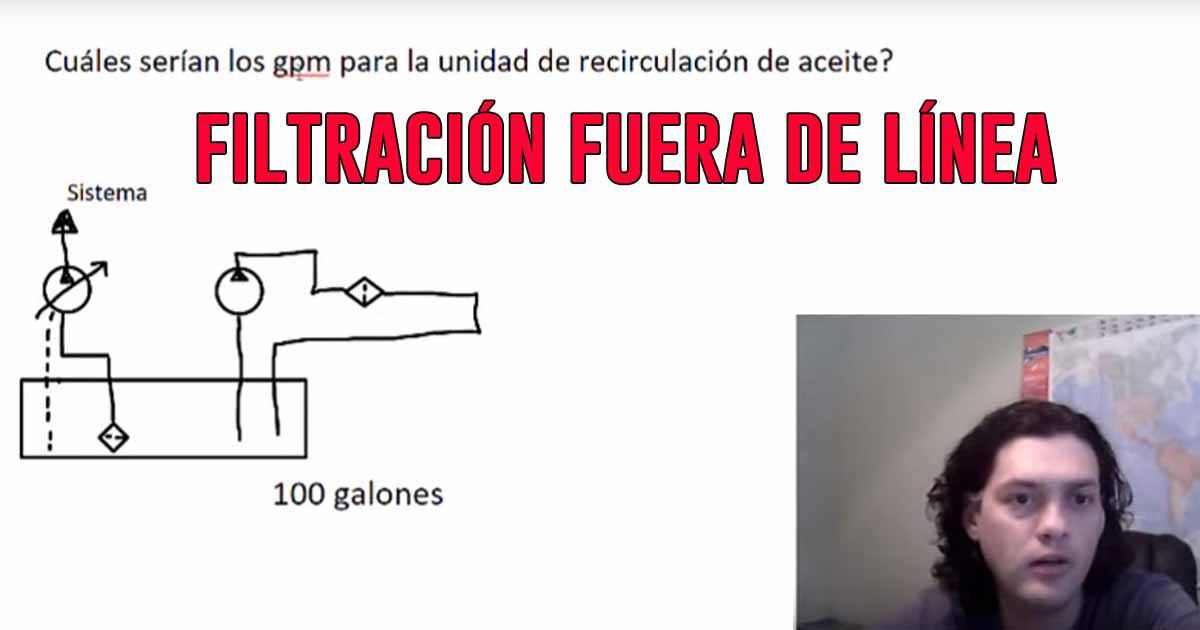 Cuáles serían los gpm para la unidad de recirculación de aceite?
FILTRACIÓN FUERA DE LÍNEA
Sistema
100 galones